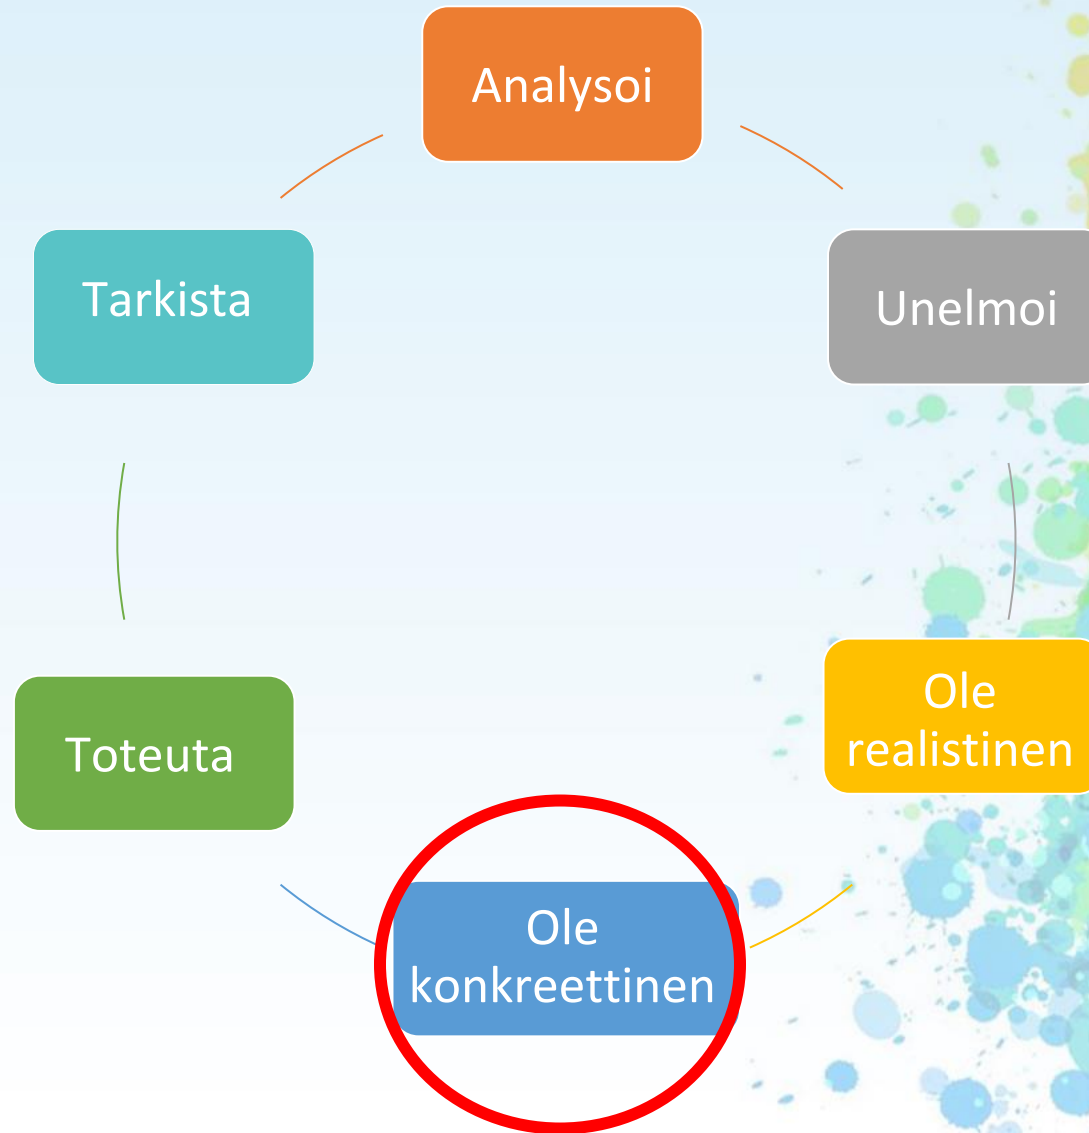 Analysoi
Tarkista
Unelmoi
Ole
realistinen
Toteuta
Ole
konkreettinen